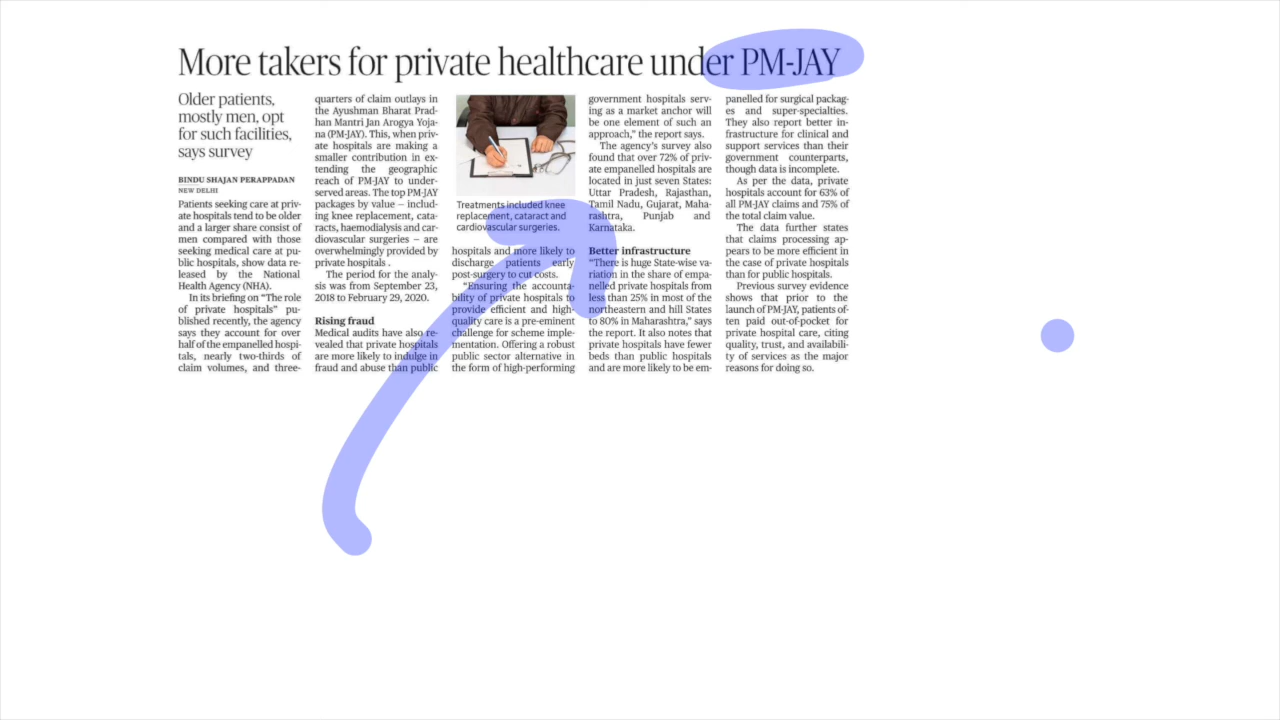 More takers for private healthcare under PM-JAY
Older patients,
mostly men, opt
for such facilities,
says survey
BINDU SHAJAN PERAPPADAN
NEW DELHI
Patients seeking care at priv-
ate hospitals tend to be older
and a larger share consist of
men compared with those
seeking medical care at pu-
blic hospitals, show data re-
leased by the National
Health Agency (NHA).
In its briefing on “The role
of private hospitals” pu-
blished recently, the agency
says they account for over
half of the empanelled hospi-
tals, nearly two-thirds of
claim volumes, and three-
quarters of claim outlays in
the Ayushman Bharat Prad-
han Mantri Jan Arogya Yoja-
na (PM-JAY). This, when priv-
ate hospitals are making a
smaller contribution in ex-
tending the geographic
reach of PM-JAY to under-
served areas. The top PM-JAY
packages by value — includ-
ing knee replacement, cata-
racts, haemodialysis and car-
diovascular surgeries — are
overwhelmingly provided by
private hospitals .
The period for the analy-
sis was from September 23,
2018 to February 29, 2020.
Rising fraud
Medical audits have also re-
vealed that private hospitals
are more likely to indulge in
fraud and abuse than public
Treatments included knee
replacement, cataract and
cardiovascular surgeries.
hospitals and more likely to
discharge patients early
post-surgery to cut costs.
“Ensuring the accounta-
bility of private hospitals to
provide efficient and high-
quality care is a pre-eminent
challenge for scheme imple-
mentation. Offering a robust
public sector alternative in
the form of high-performing
government hospitals serv-
ing as a market anchor will
be one element of such an
approach,” the report says.
The agency’s survey also
found that over 72% of priv-
ate empanelled hospitals are
located in just seven States:
Uttar Pradesh, Rajasthan,
Tamil Nadu, Gujarat, Maha-
rashtra, Punjab and
Karnataka.
Better infrastructure
“There is huge State-wise va-
riation in the share of empa-
nelled private hospitals from
less than 25% in most of the
northeastern and hill States
to 80% in Maharashtra,” says
the report. It also notes that
private hospitals have fewer
beds than public hospitals
and are more likely to be em-
panelled for surgical packag-
es and super-specialties.
They also report better in-
frastructure for clinical and
support services than their
government counterparts,
though data is incomplete.
As per the data, private
hospitals account for 63% of
all PM-JAY claims and 75% of
the total claim value.
The data further states
that claims processing ap-
pears to be more efficient in
the case of private hospitals
than for public hospitals.
Previous survey evidence
shows that prior to the
launch of PM-JAY, patients of-
ten paid out-of-pocket for
private hospital care, citing
quality, trust, and availabili-
ty of services as the major
reasons for doing so.